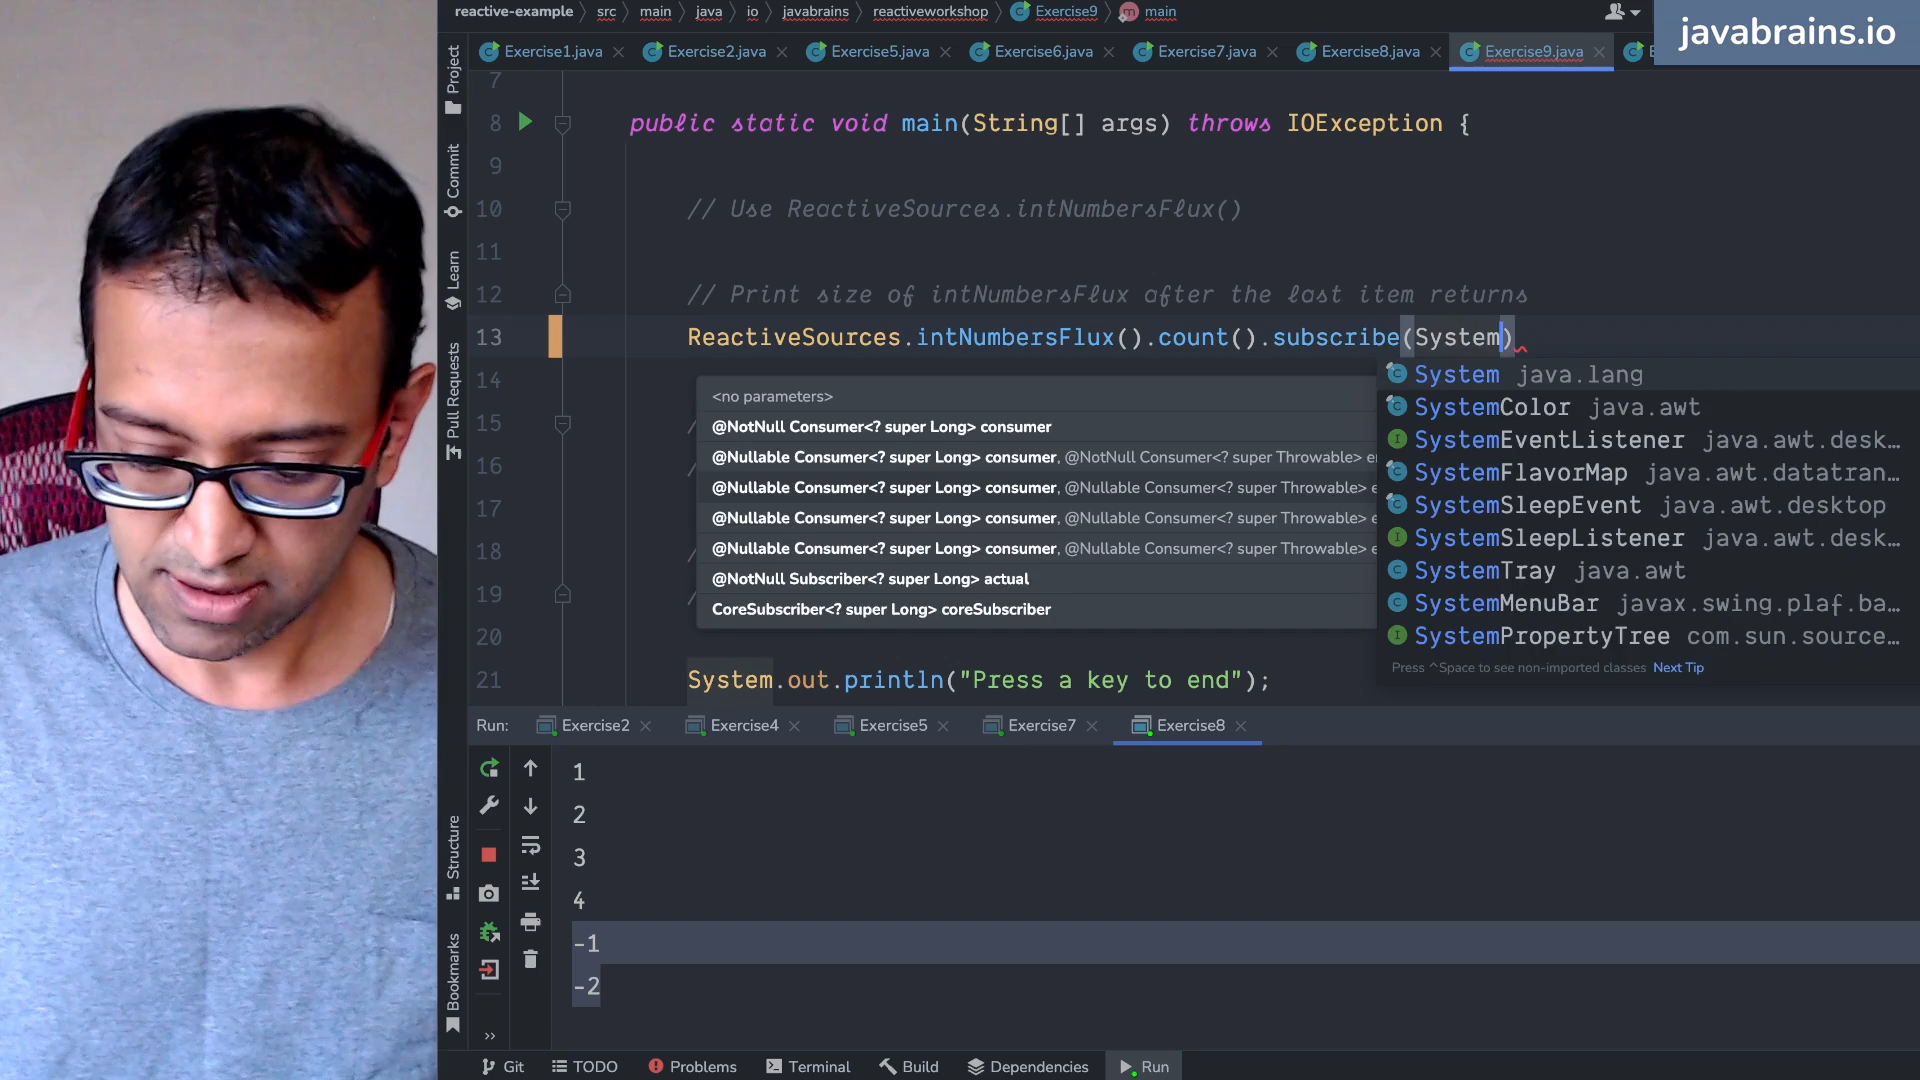 reactive-example src main java io javabrains reactiveworkshop Exercise9 main
javabrains.io
Exercise1.java Exercise2.java Exercise5.java Exercise6.java Exercise7.java Exercise8.java Exercise9.java
Project
Commit
Learn
Pull Requests
Structure
Bookmarks
7
8 public static void main(String[] args) throws IOException {
9
10 // Use ReactiveSources.intNumbersFlux()
11
12 // Print size of intNumbersFlux after the last item returns
13 ReactiveSources.intNumbersFlux().count().subscribe(System)
14
15 /
16 /
17
18 /
19 /
20
21 System.out.println("Press a key to end");
<no parameters>
@NotNull Consumer<? super Long> consumer
@Nullable Consumer<? super Long> consumer, @NotNull Consumer<? super Throwable> e
@Nullable Consumer<? super Long> consumer, @Nullable Consumer<? super Throwable> e
@Nullable Consumer<? super Long> consumer, @Nullable Consumer<? super Throwable> e
@Nullable Consumer<? super Long> consumer, @Nullable Consumer<? super Throwable> e
@NotNull Subscriber<? super Long> actual
CoreSubscriber<? super Long> coreSubscriber
System java.lang
SystemColor java.awt
SystemEventListener java.awt.desk…
SystemFlavorMap java.awt.datatran…
SystemSleepEvent java.awt.desktop
SystemSleepListener java.awt.desk…
SystemTray java.awt
SystemMenuBar javax.swing.plaf.ba…
SystemPropertyTree com.sun.source…
Press ^Space to see non-imported classes Next Tip
Run: Exercise2 Exercise4 Exercise5 Exercise7 Exercise8
1
2
3
4
-1
-2
Git TODO Problems Terminal Build Dependencies Run